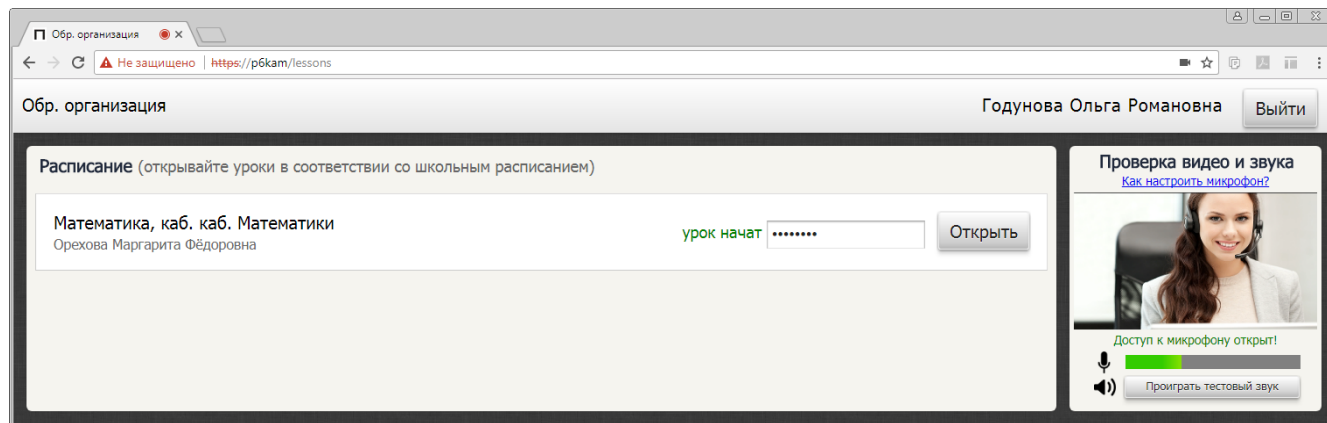 Обр. организация
Не защищено | https://p6kam/lessons
Обр. организация
Годунова Ольга Романовна
Выйти
Расписание (открывайте уроки в соответствии со школьным расписанием)
Математика, каб. каб. Математики
Орехова Маргарита Фёдоровна
урок начат ••••••••
Открыть
Проверка видео и звука
Как настроить микрофон?
Доступ к микрофону открыт!
Проиграть тестовый звук